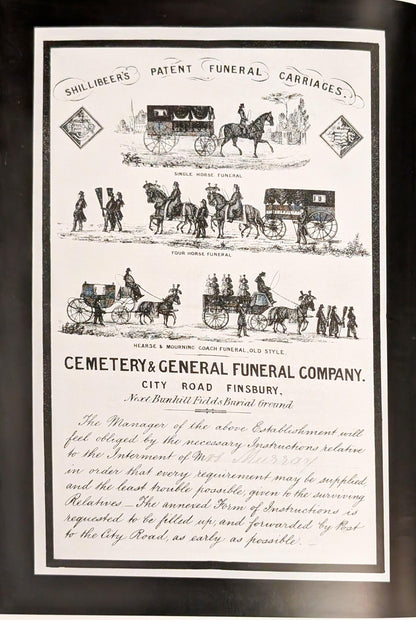 SHILLIBEER'S PATENT FUNERAL CARRIAGES.
SINGLE HORSE FUNERAL
FOUR HORSE FUNERAL
HEARSE & MOURNING COACH FUNERAL, OLD STYLE.
CEMETERY & GENERAL FUNERAL COMPANY.
CITY ROAD FINSBURY,
Next Bunhill Fields Burial Ground
The Manager of the above Establishment will
feel obliged by the necessary Instructions relative
to the Interment of Mrs Murray
in order that every requirement may be supplied,
and the least trouble possible, given to the surviving
Relatives — The annexed Form of Instructions is
requested to be filled up, and forwarded by Post
to the City Road, as early as possible. —